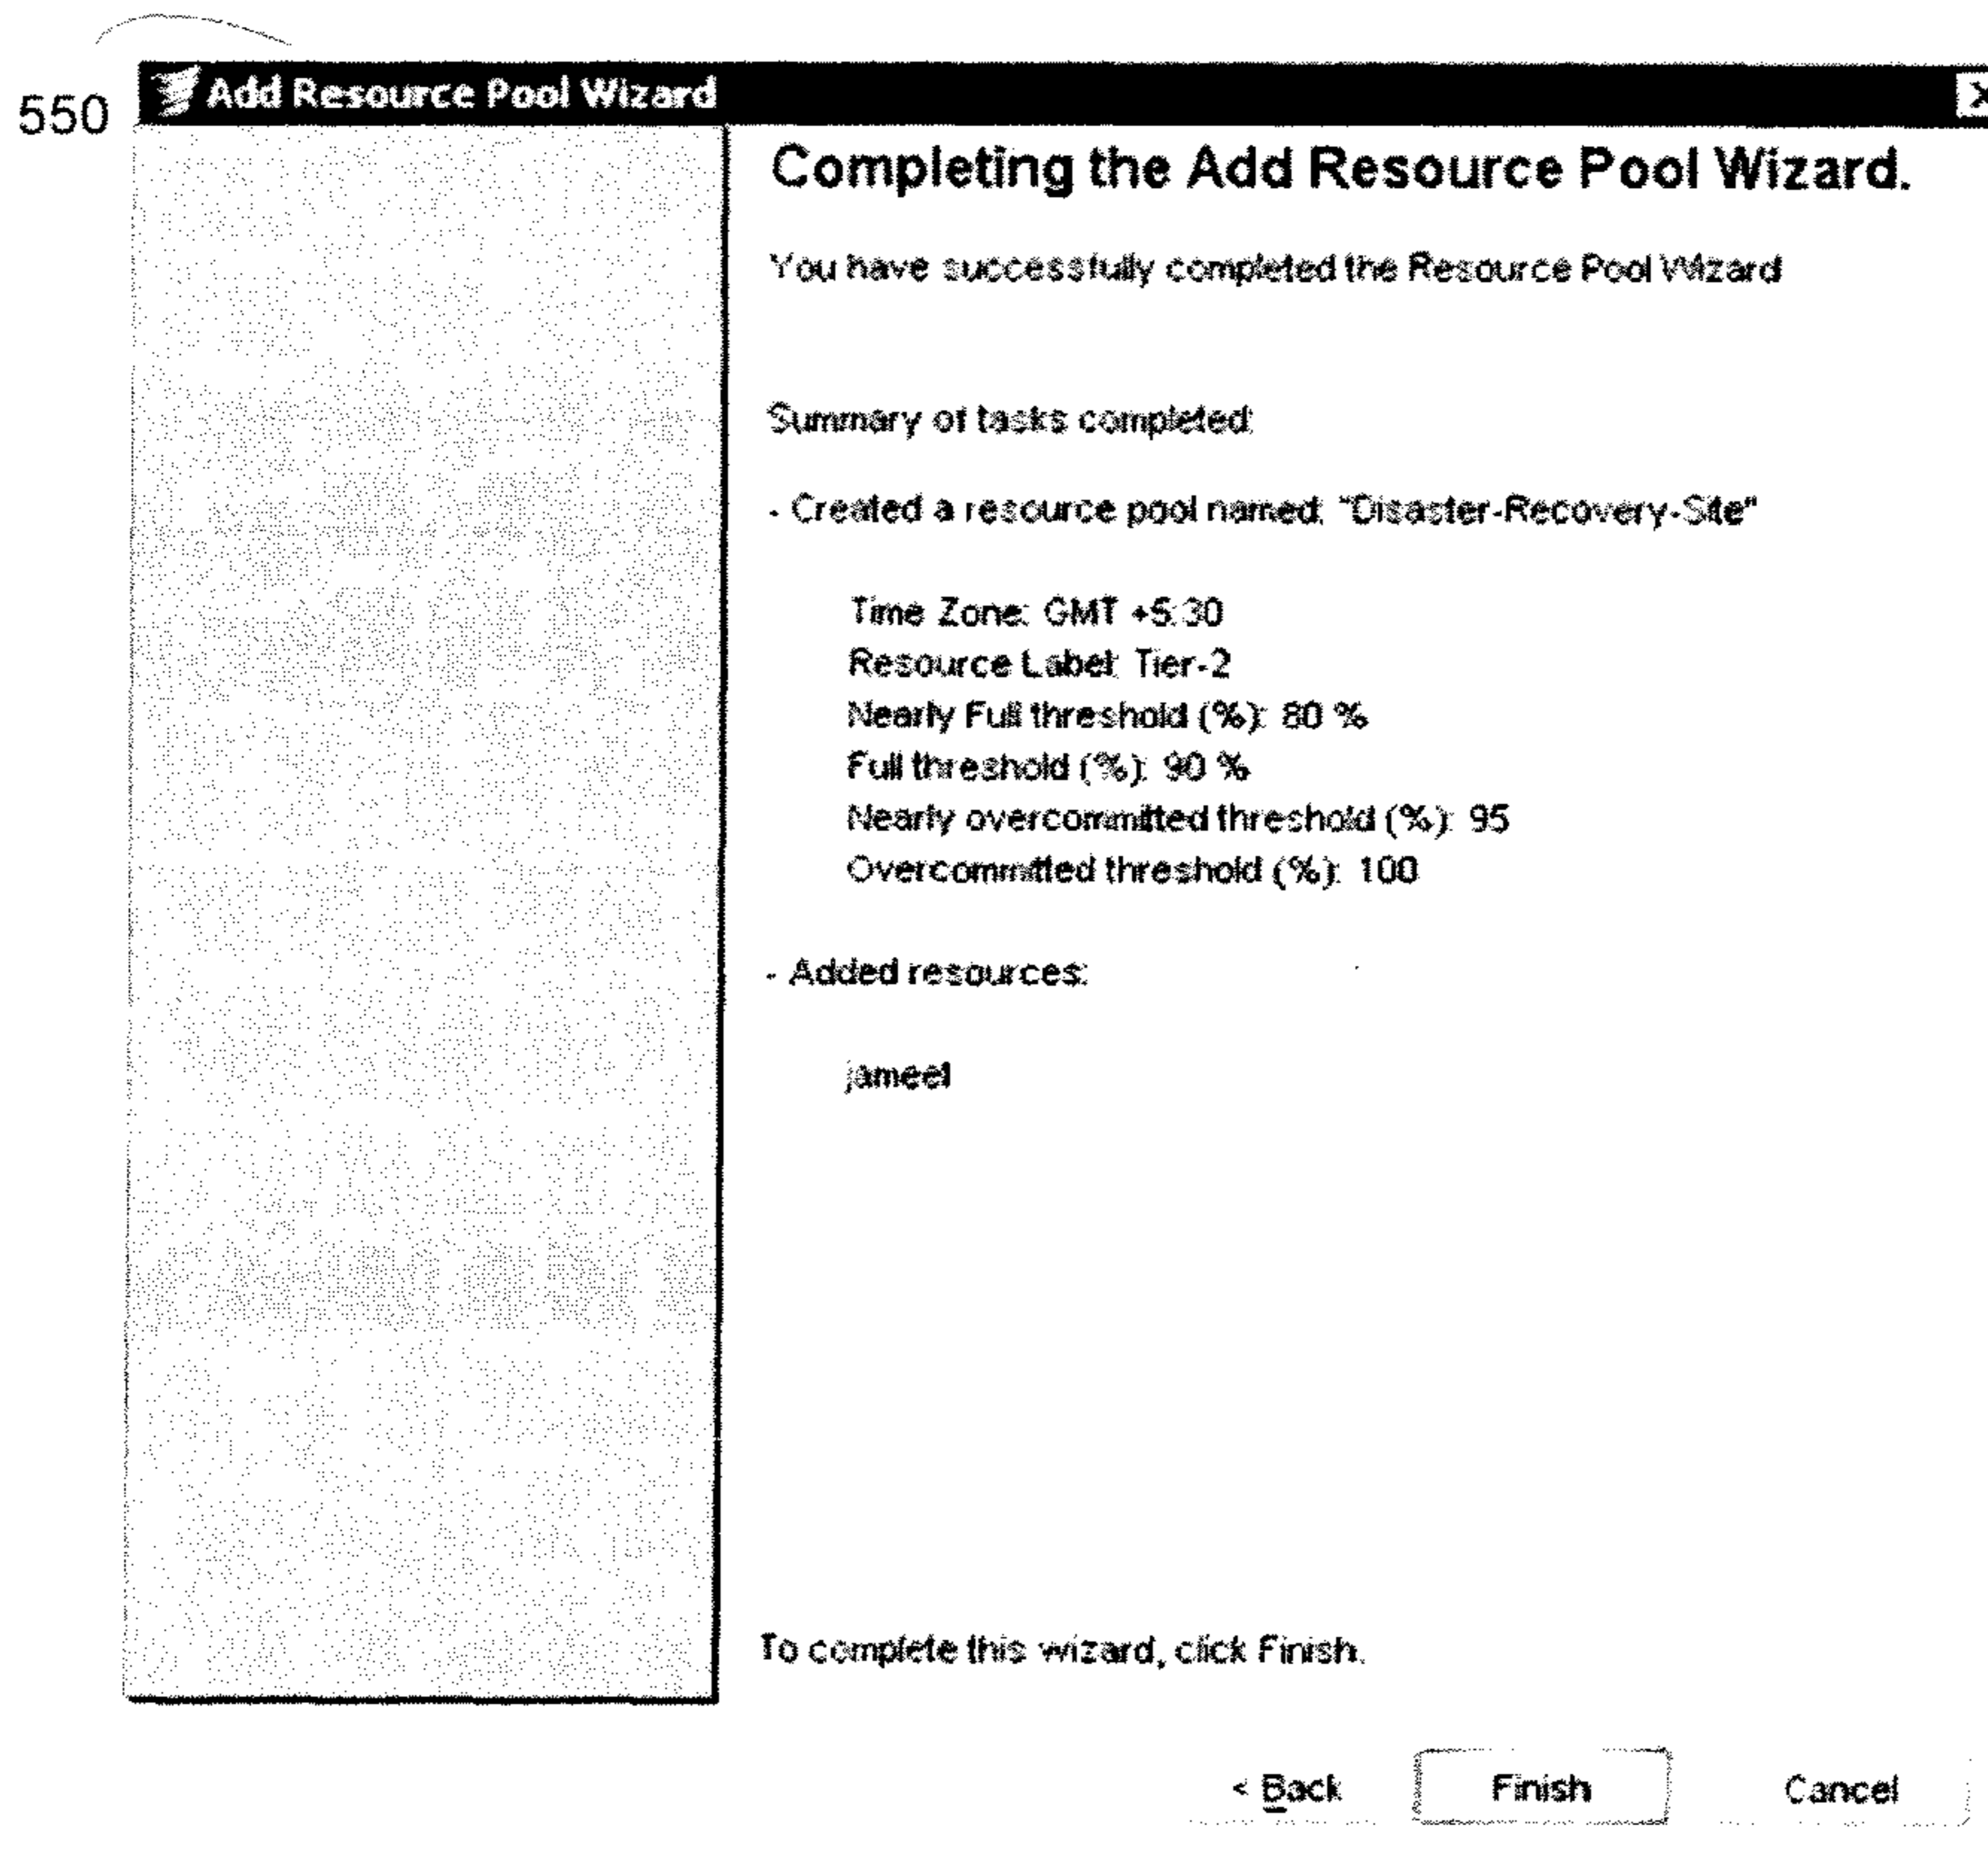 550
Add Resource Pool Wizard
Completing the Add Resource Pool Wizard.
You have successfully completed the Resource Pool Wizard
Summary of tasks completed:
- Created a resource pool named: "Disaster-Recovery-Site"
Time Zone: GMT +5:30
Resource Label: Tier-2
Nearly Full threshold (%): 80 %
Full threshold (%): 90 %
Nearly overcommitted threshold (%): 95
Overcommitted threshold (%): 100
- Added resources:
jameel
To complete this wizard, click Finish.
< Back Finish Cancel